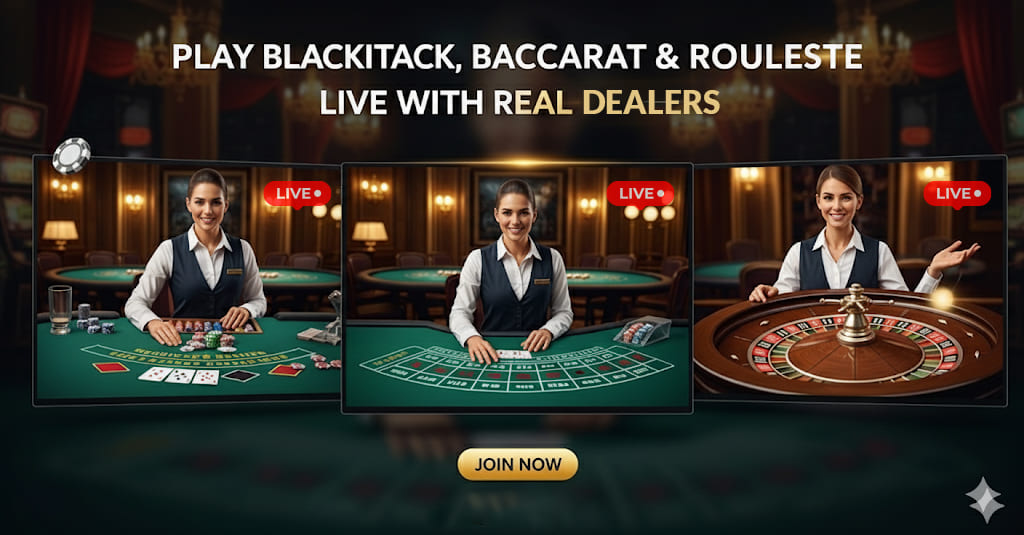 PLAY BLACKITACK, BACCARAT & ROULESTE
LIVE WITH REAL DEALERS
LIVE
LIVE
LIVE
JOIN NOW